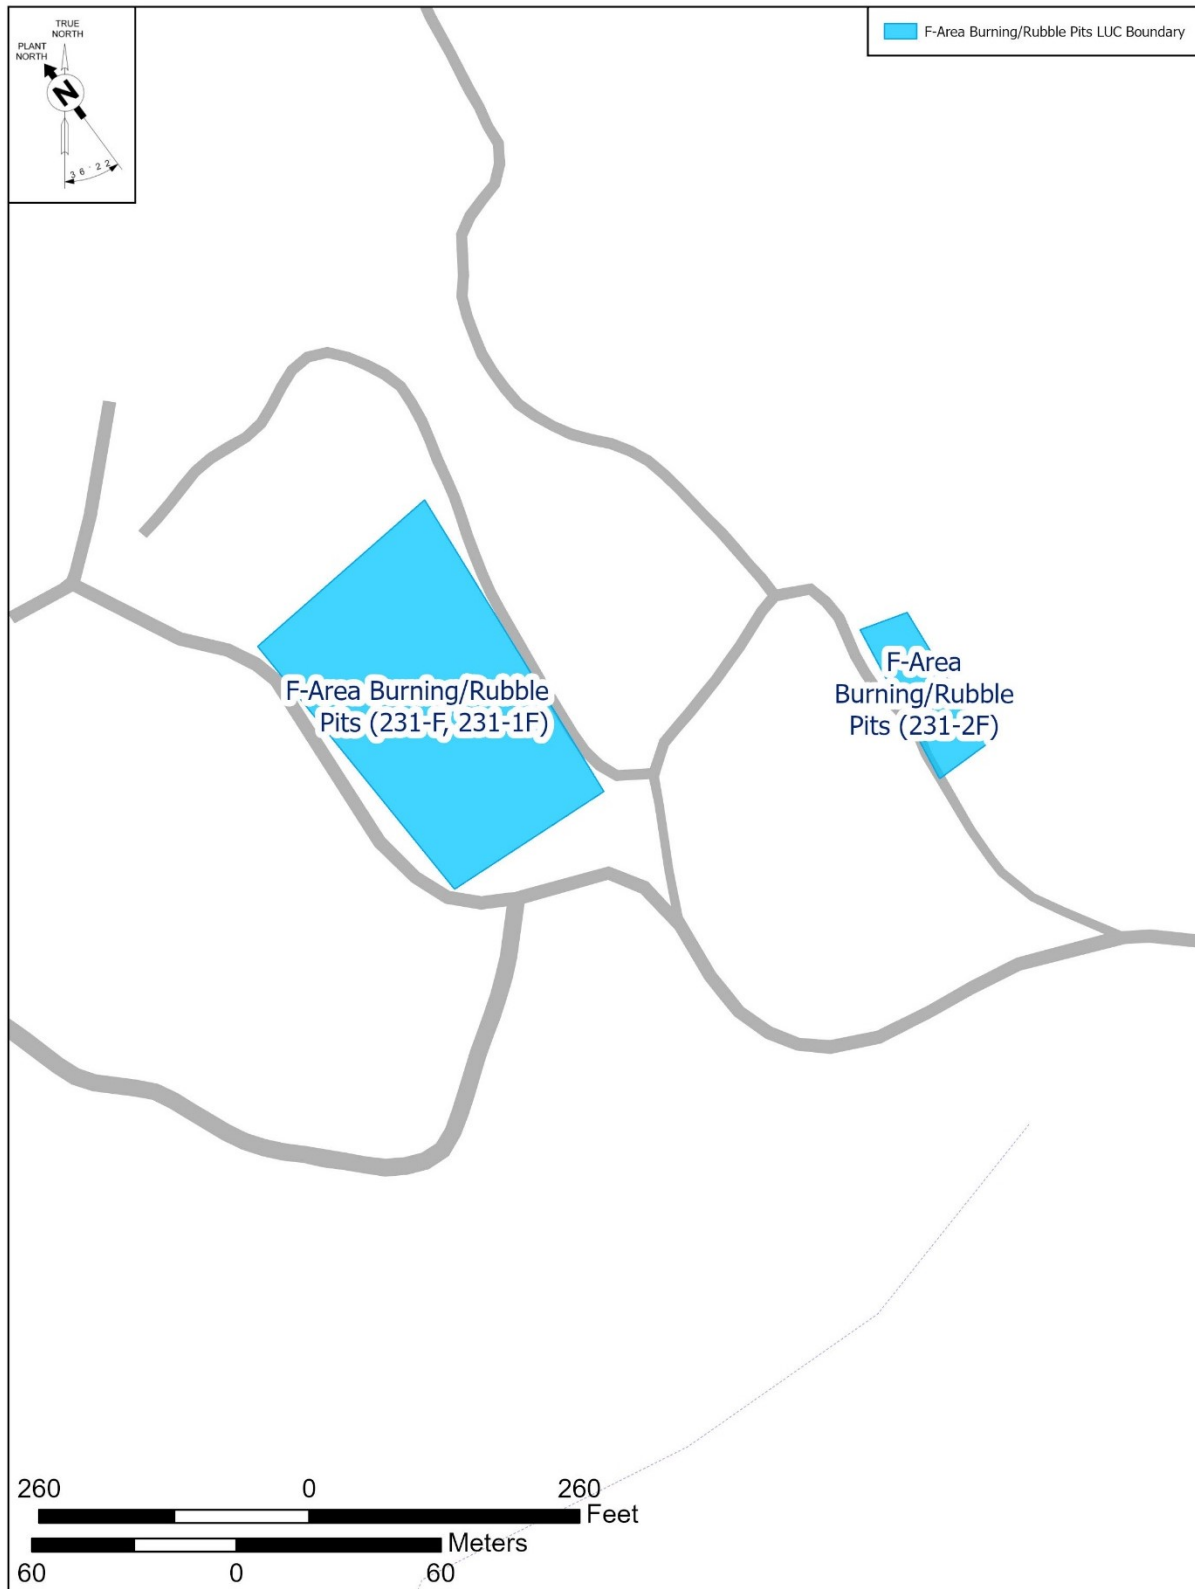 TRUE
NORTH
PLANT
NORTH
N
36°22'
F-Area Burning/Rubble Pits LUC Boundary
F-Area Burning/Rubble
Pits (231-F, 231-1F)
F-Area
Burning/Rubble
Pits (231-2F)
260 0 260
Feet
Meters
60 0 60